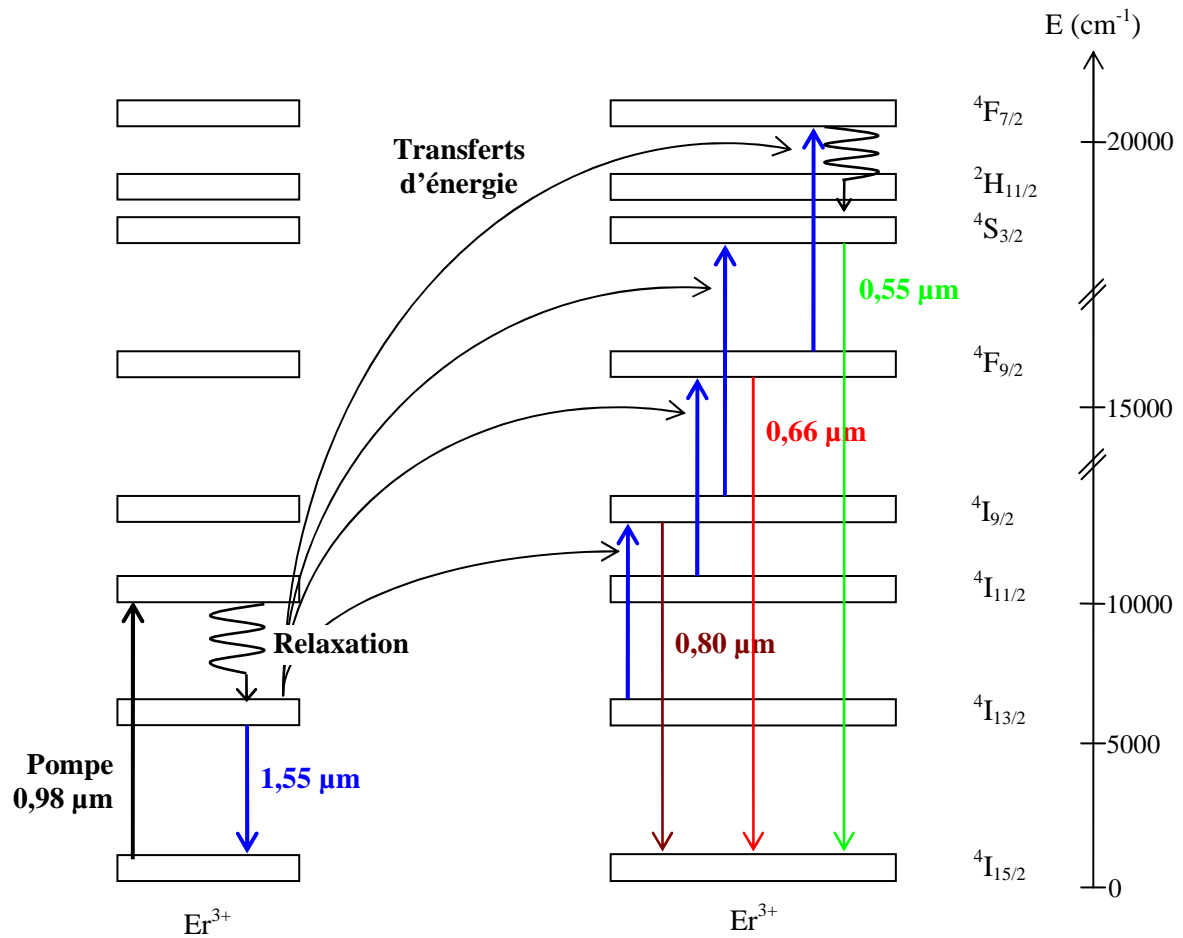 E (cm⁻¹)
⁴F₇/₂
20000
Transferts
d’énergie
²H₁₁/₂
⁴S₃/₂
0,55 µm
⁴F₉/₂
15000
0,66 µm
⁴I₉/₂
⁴I₁₁/₂
10000
Relaxation
0,80 µm
⁴I₁₃/₂
5000
Pompe
0,98 µm
1,55 µm
⁴I₁₅/₂
0
Er³⁺
Er³⁺